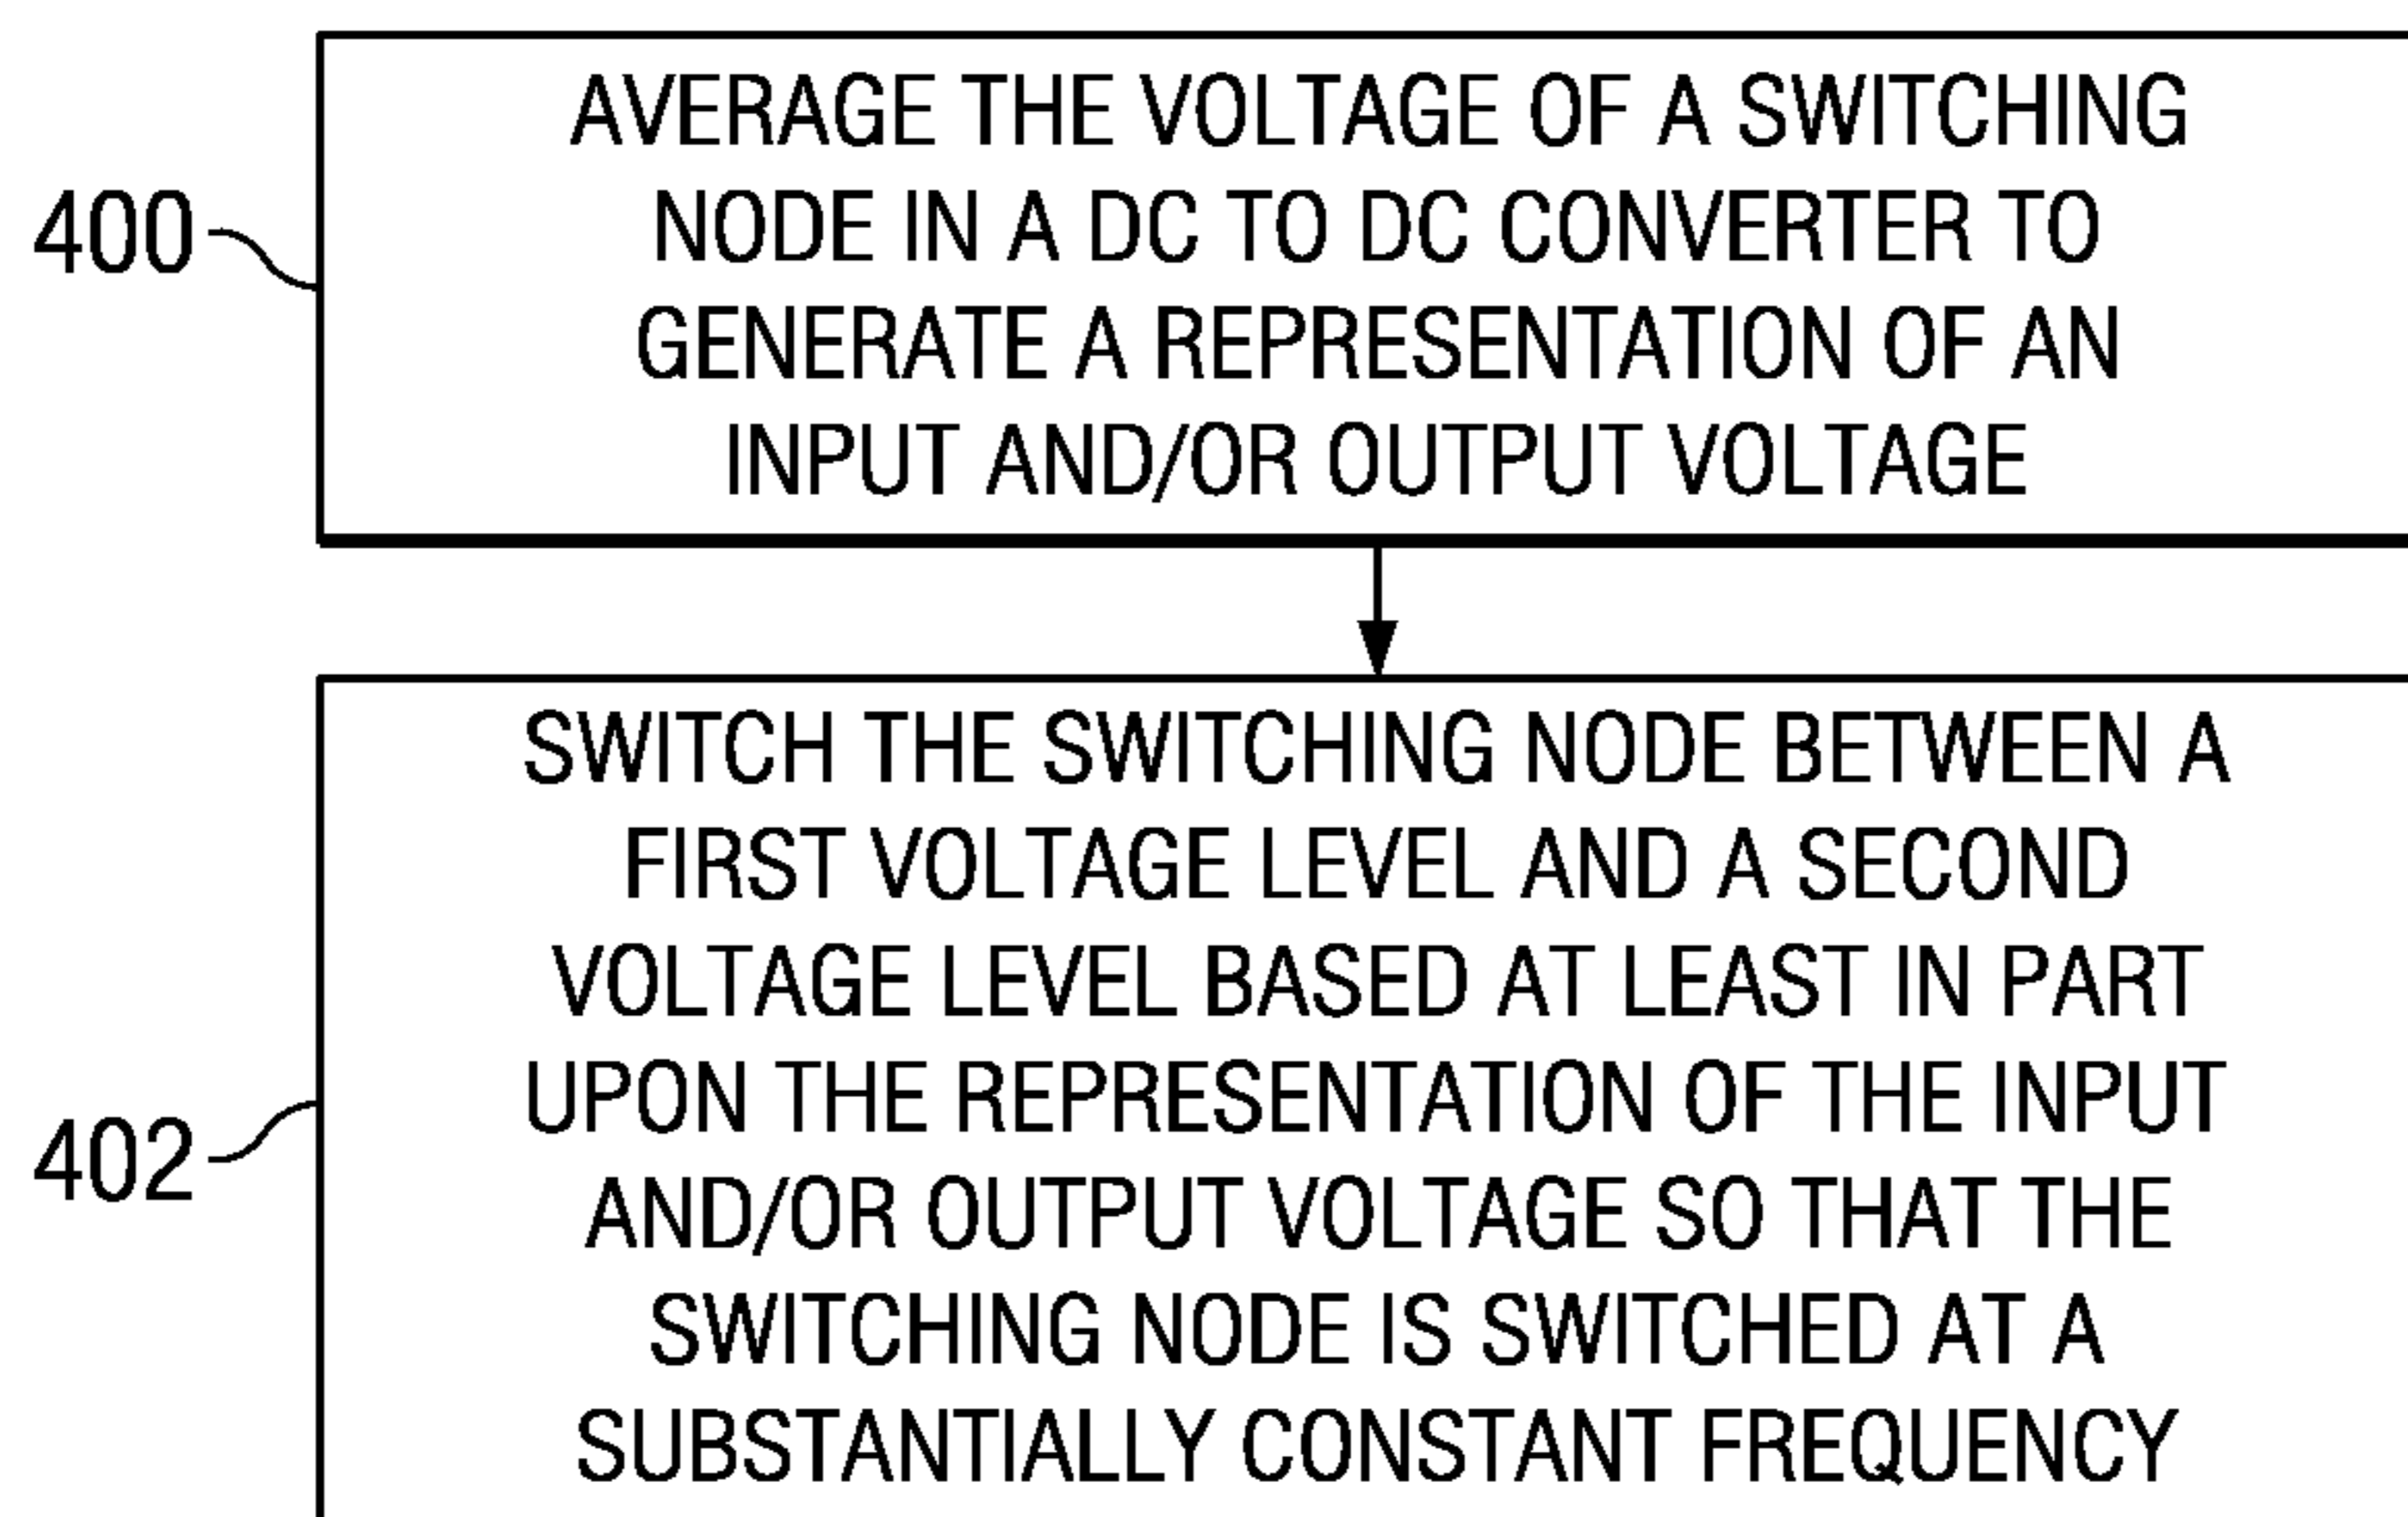 AVERAGE THE VOLTAGE OF A SWITCHING
NODE IN A DC TO DC CONVERTER TO
GENERATE A REPRESENTATION OF AN
INPUT AND/OR OUTPUT VOLTAGE
400
SWITCH THE SWITCHING NODE BETWEEN A
FIRST VOLTAGE LEVEL AND A SECOND
VOLTAGE LEVEL BASED AT LEAST IN PART
UPON THE REPRESENTATION OF THE INPUT
AND/OR OUTPUT VOLTAGE SO THAT THE
SWITCHING NODE IS SWITCHED AT A
SUBSTANTIALLY CONSTANT FREQUENCY
402